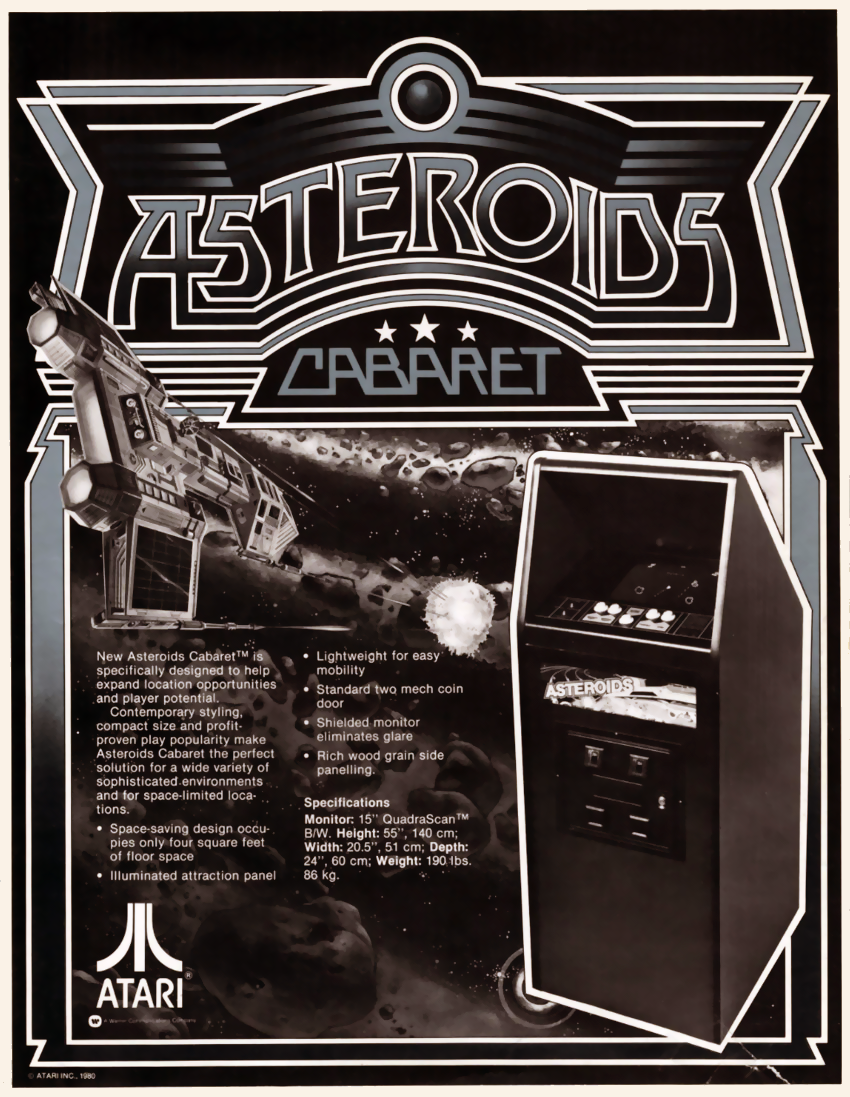 ASTEROIDS
CABARET
New Asteroids Cabaret™ is
specifically designed to help
expand location opportunities
and player potential.
Contemporary styling,
compact size and profit-
proven play popularity make
Asteroids Cabaret the perfect
solution for a wide variety of
sophisticated environments
and for space-limited loca-
tions.
• Space-saving design occu-
pies only four square feet
of floor space
• Illuminated attraction panel
• Lightweight for easy
mobility
• Standard two mech coin
door
• Shielded monitor
eliminates glare
• Rich wood grain side
panelling.
Specifications
Monitor: 15'' QuadraScan™
B/W. Height: 55'', 140 cm;
Width: 20.5'', 51 cm; Depth:
24'', 60 cm; Weight: 190 lbs.
86 kg.
ASTEROIDS
ATARI®
A Warner Communications Company
© ATARI INC., 1980